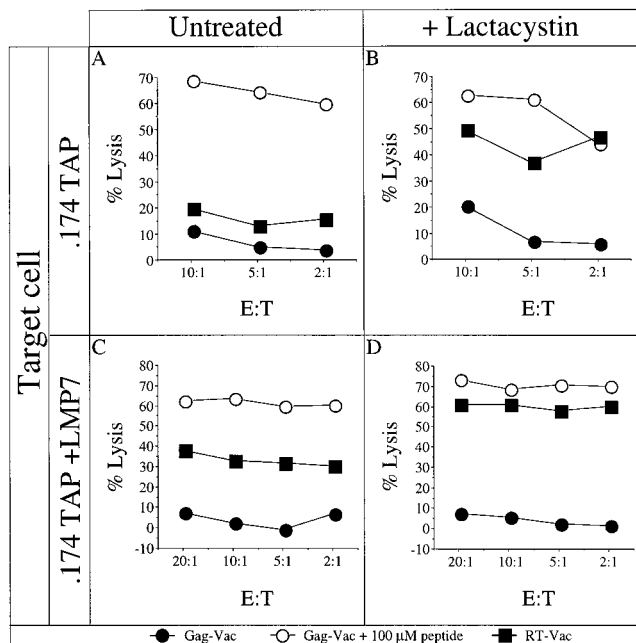 Untreated
+ Lactacystin
Target cell
.174 TAP
.174 TAP +LMP7
A
70
60
50
40
30
20
10
0
% Lysis
10:1
5:1
2:1
E:T
B
70
60
50
40
30
20
10
0
% Lysis
10:1
5:1
2:1
E:T
C
80
70
60
50
40
30
20
10
0
-10
% Lysis
20:1
10:1
5:1
2:1
E:T
D
80
70
60
50
40
30
20
10
0
-10
% Lysis
20:1
10:1
5:1
2:1
E:T
Gag-Vac
Gag-Vac + 100 µM peptide
RT-Vac